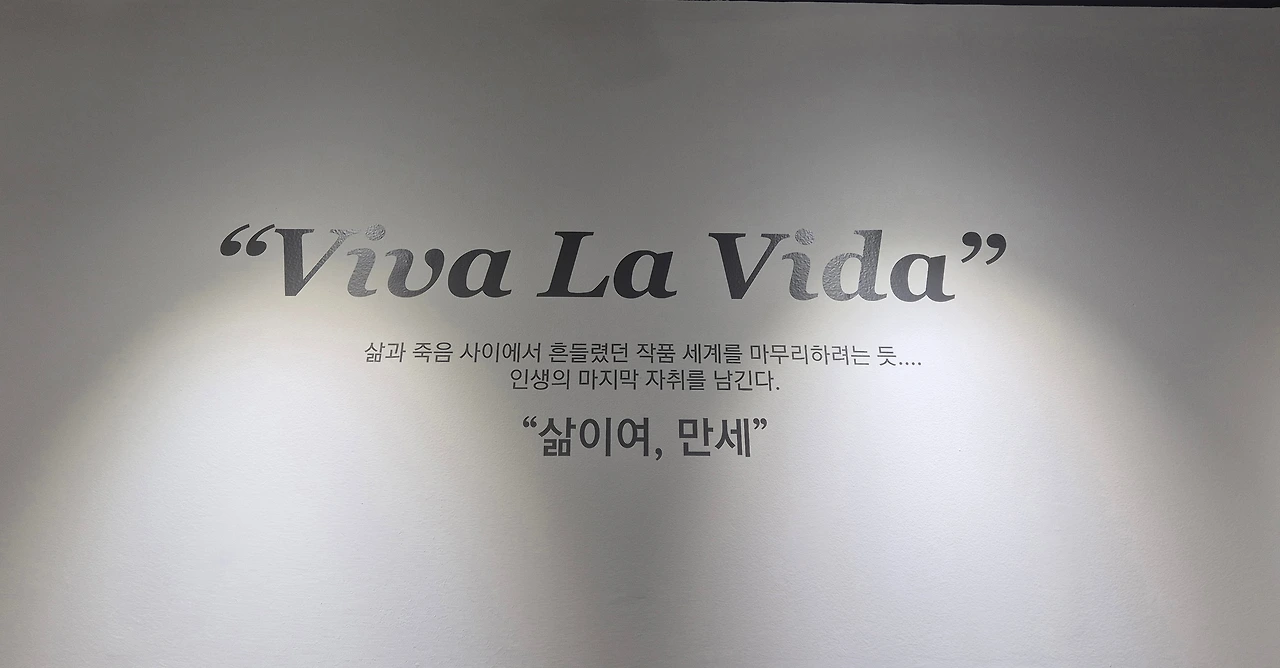 “Viva La Vida”
삶과 죽음 사이에서 흔들렸던 작품 세계를 마무리하려는 듯....
인생의 마지막 자취를 남긴다.
“삶이여, 만세”